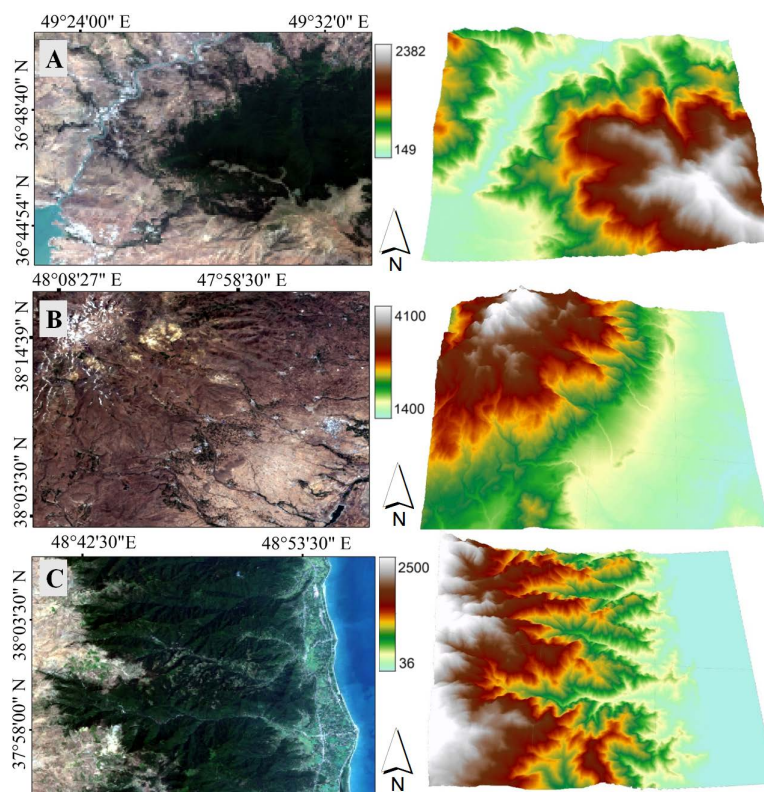 49°24'00" E
49°32'0" E
A
36°48'40" N
36°44'54" N
2382
149
N
48°08'27" E
47°58'30" E
B
38°14'39" N
38°03'30" N
4100
1400
N
48°42'30" E
48°53'30" E
C
38°03'30" N
37°58'00" N
2500
36
N